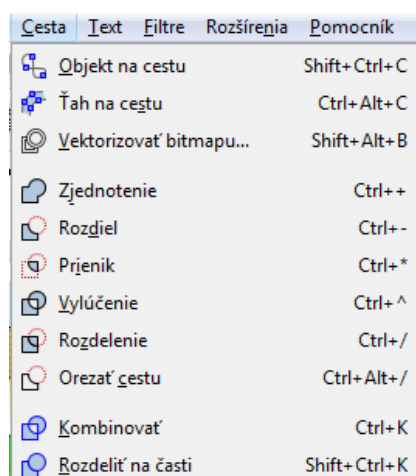 Cesta Text Filtre Rozšírenia Pomocník
Objekt na cestu Shift+Ctrl+C
Ťah na cestu Ctrl+Alt+C
Vektorizovať bitmapu... Shift+Alt+B
Zjednotenie Ctrl++
Rozdiel Ctrl+-
Prienik Ctrl+*
Vylúčenie Ctrl+^
Rozdelenie Ctrl+/
Orezať cestu Ctrl+Alt+/
Kombinovať Ctrl+K
Rozdeliť na časti Shift+Ctrl+K